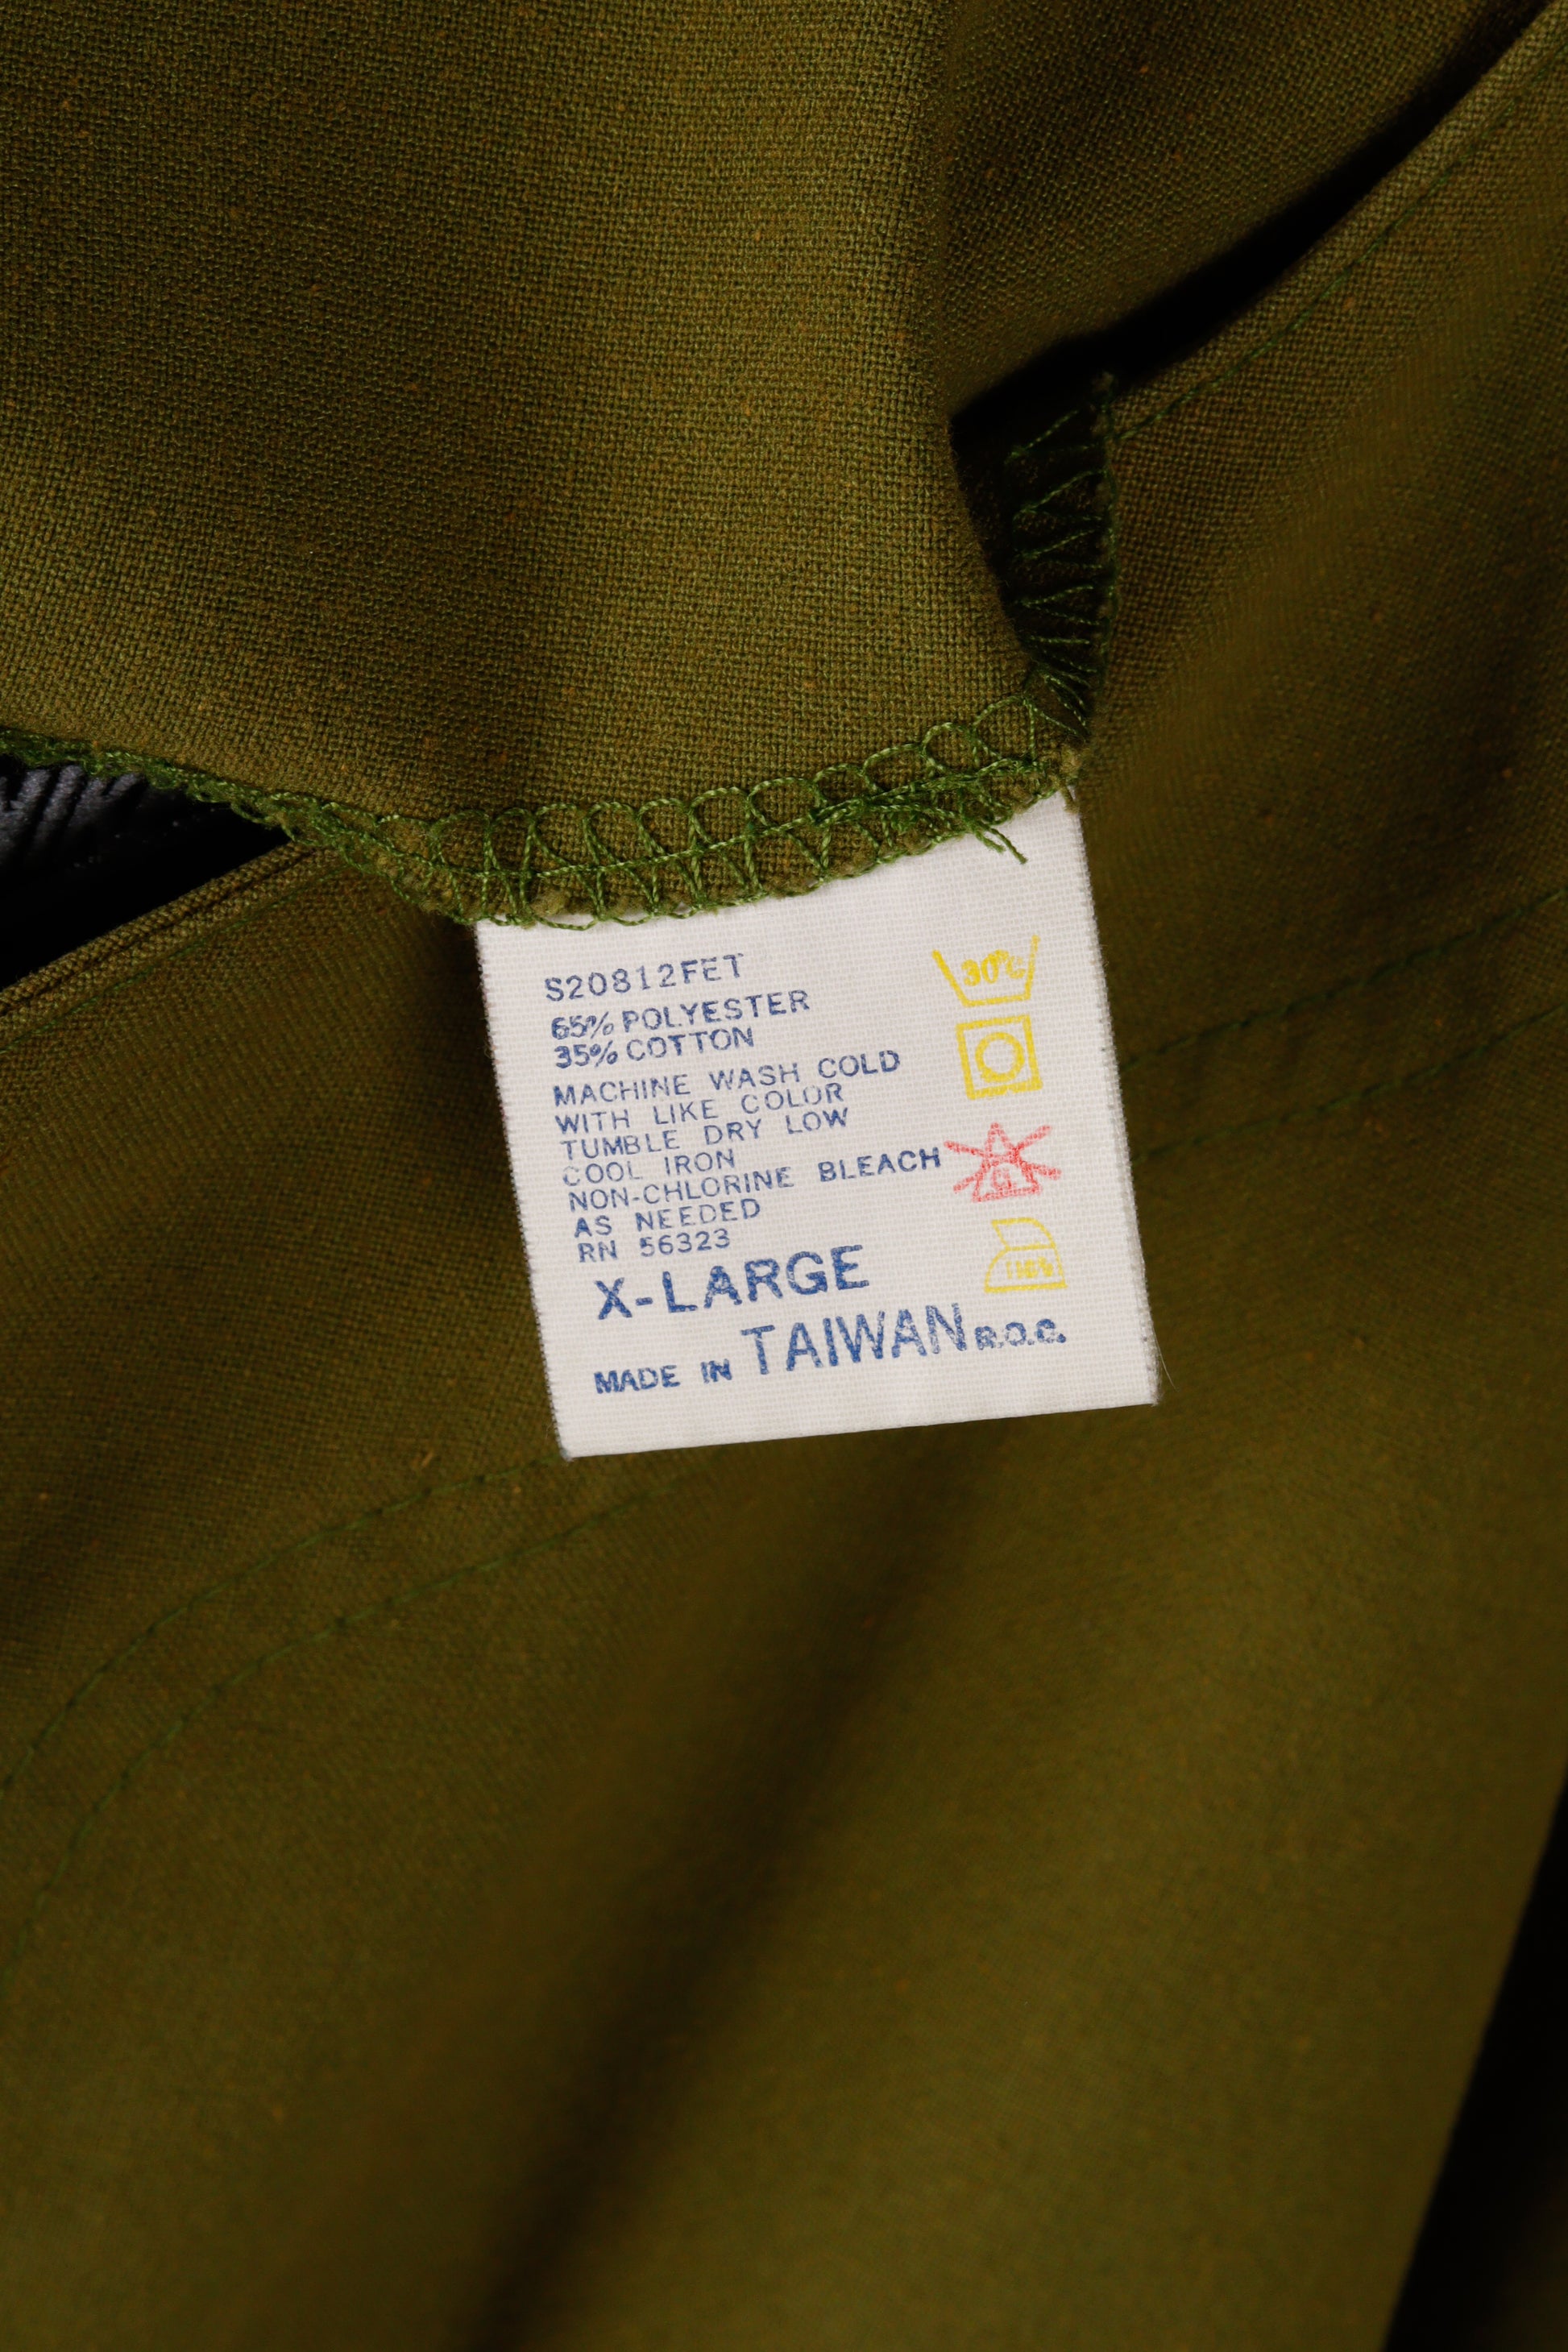 S20812FET
65% POLYESTER
35% COTTON
MACHINE WASH COLD
WITH LIKE COLOR
TUMBLE DRY LOW
COOL IRON
NON-CHLORINE BLEACH
AS NEEDED
RN 56323
X-LARGE
MADE IN TAIWAN R.O.C.
30°C